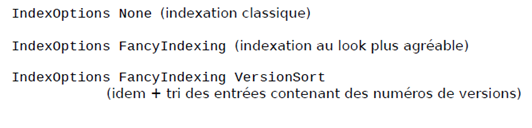 IndexOptions None (indexation classique)
IndexOptions FancyIndexing (indexation au look plus agréable)
IndexOptions FancyIndexing VersionSort
(idem + tri des entrées contenant des numéros de versions)